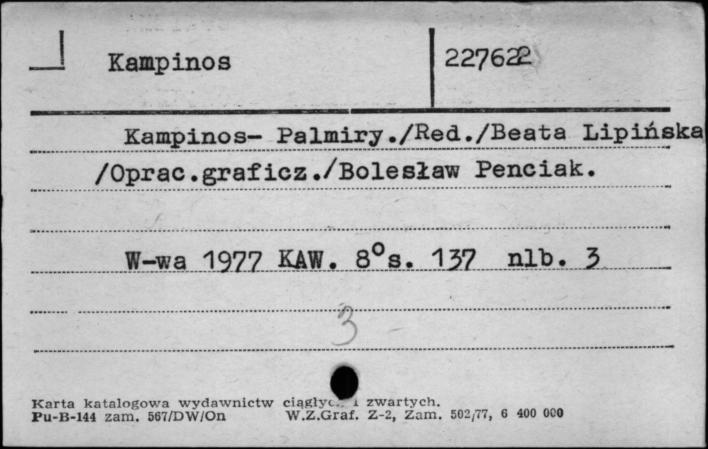 Kampinos
227622
Kampinos- Palmiry./Red./Beata Lipińska
/Oprac.graficz./Bolesław Penciak.
W-wa 1977 KAW. 8°s. 137 nlb. 3
3
Karta katalogowa wydawnictw ciągłych i zwartych.
Pu-B-144 zam. 567/DW/On W.Z.Graf. Z-2, Zam. 502/77, 6 400 000